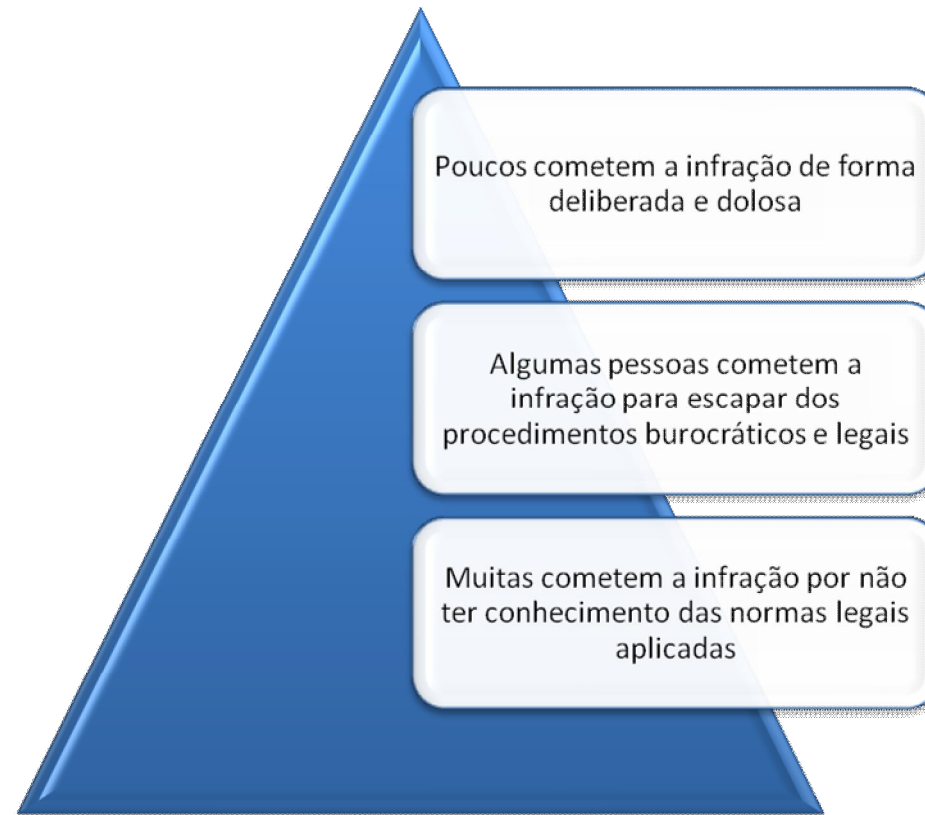 Poucos cometem a infração de forma
deliberada e dolosa
Algumas pessoas cometem a
infração para escapar dos
procedimentos burocráticos e legais
Muitas cometem a infração por não
ter conhecimento das normas legais
aplicadas